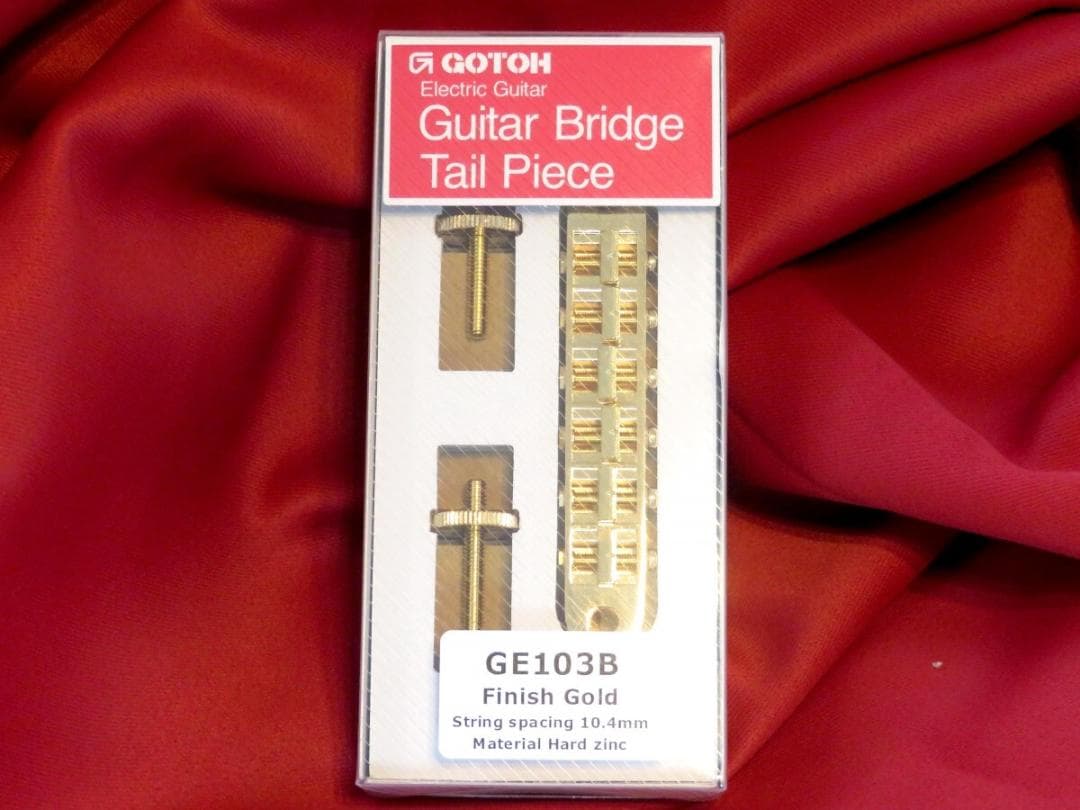 GOTOH
Electric Guitar
Guitar Bridge
Tail Piece
GE103B
Finish Gold
String spacing 10.4mm
Material Hard zinc